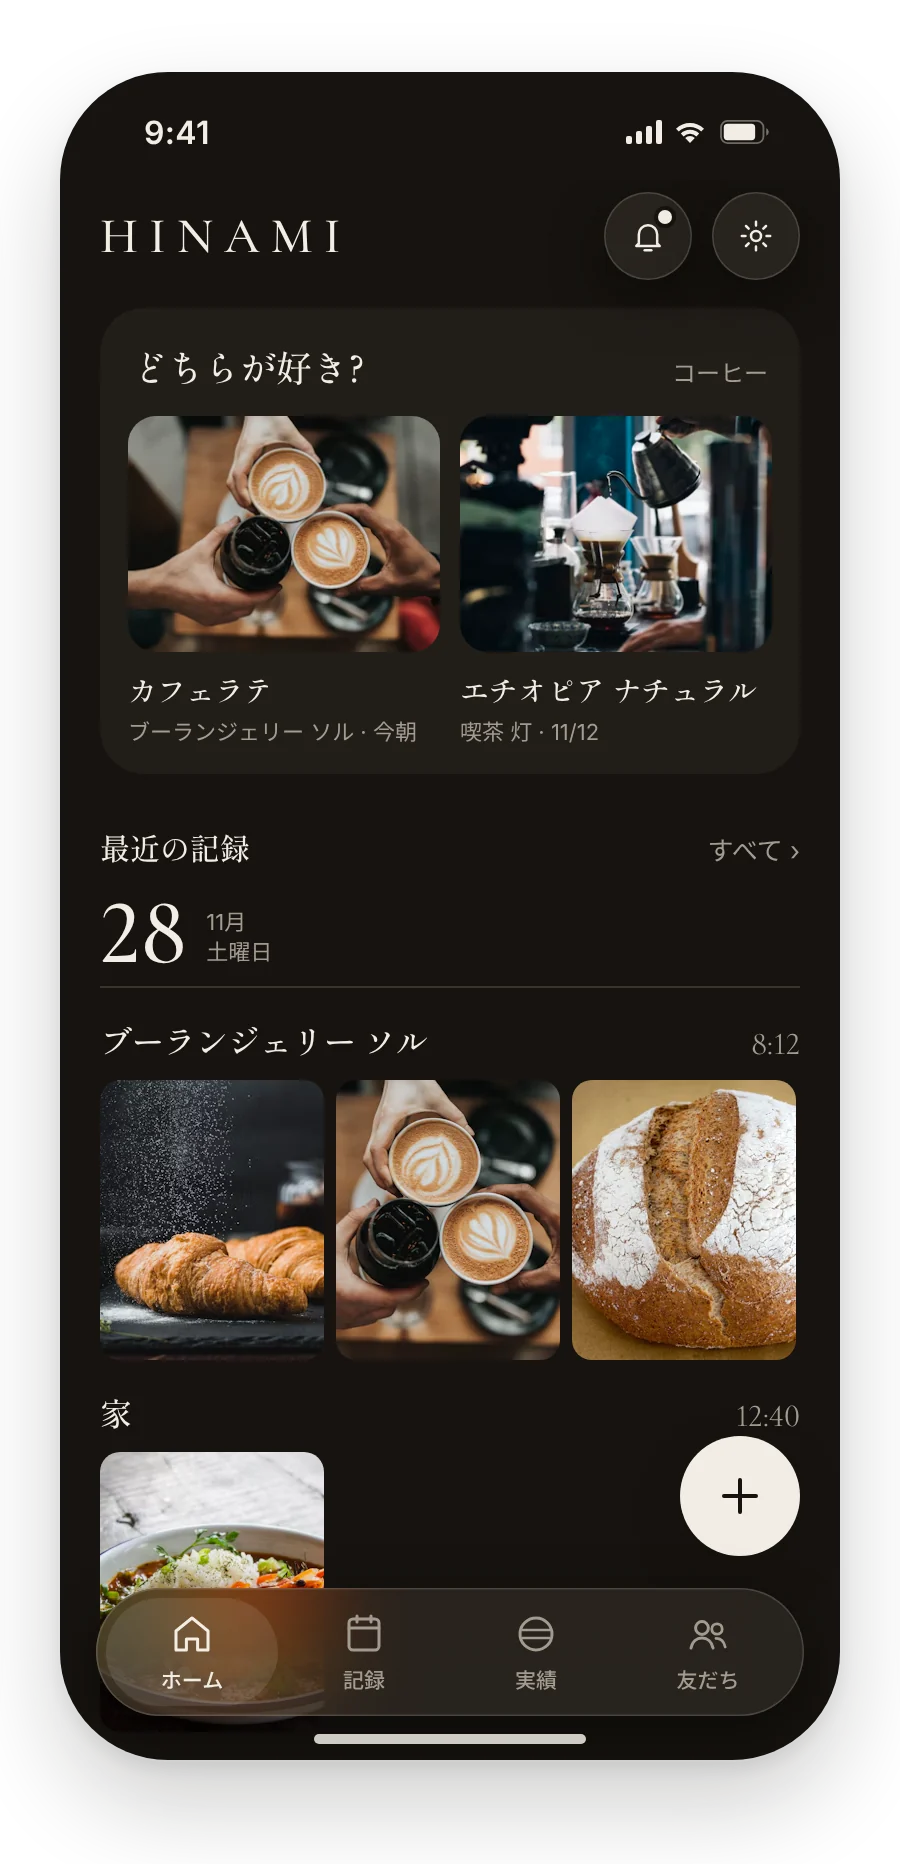 9:41
HINAMI
どちらが好き?
コーヒー
カフェラテ
ブーランジェリー ソル · 今朝
エチオピア ナチュラル
喫茶 灯 · 11/12
最近の記録
すべて ›
28
11月
土曜日
ブーランジェリー ソル
8:12
家
12:40
ホーム
記録
実績
友だち